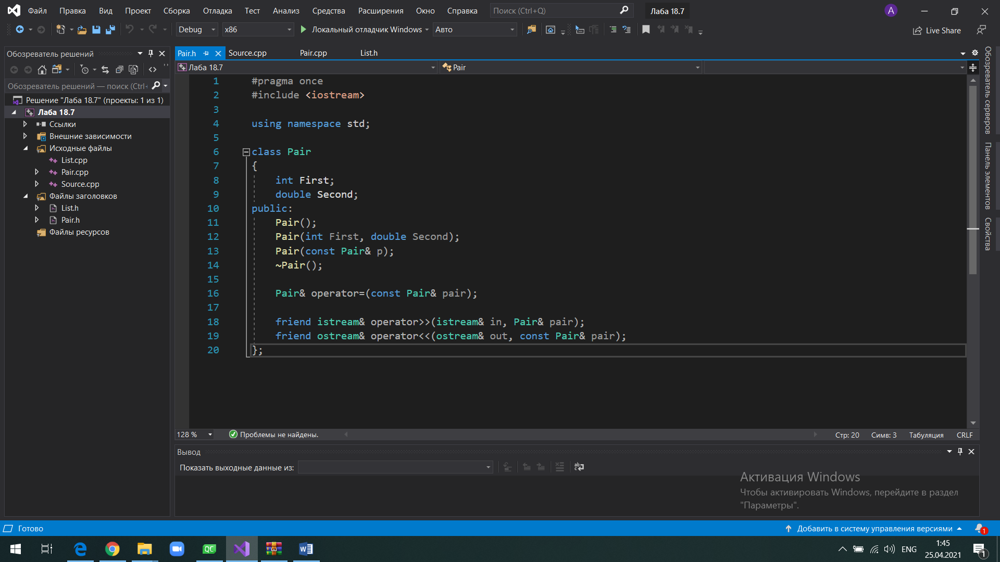 Файл Правка Вид Проект Сборка Отладка Тест Анализ Средства Расширения Окно Справка Поиск (Ctrl+Q) Лаба 18.7 A
Debug x86 Локальный отладчик Windows Авто Live Share
Обозреватель решений
Обозреватель решений — поиск (Ctrl+
Решение "Лаба 18.7" (проекты: 1 из 1)
Лаба 18.7
Ссылки
Внешние зависимости
Исходные файлы
List.cpp
Pair.cpp
Source.cpp
Файлы заголовков
List.h
Pair.h
Файлы ресурсов
Pair.h Source.cpp Pair.cpp List.h
Лаба 18.7 Pair
1 #pragma once
2 #include <iostream>
3
4 using namespace std;
5
6 class Pair
7 {
8 int First;
9 double Second;
10 public:
11 Pair();
12 Pair(int First, double Second);
13 Pair(const Pair& p);
14 ~Pair();
15
16 Pair& operator=(const Pair& pair);
17
18 friend istream& operator>>(istream& in, Pair& pair);
19 friend ostream& operator<<(ostream& out, const Pair& pair);
20 };
128 % Проблемы не найдены. Стр: 20 Симв: 3 Табуляция CRLF
Вывод
Показать выходные данные из:
Обозреватель серверов
Панель элементов
Свойства
Активация Windows
Чтобы активировать Windows, перейдите в раздел
"Параметры".
Готово Добавить в систему управления версиями 1
QC ENG 1:45
25.04.2021 1